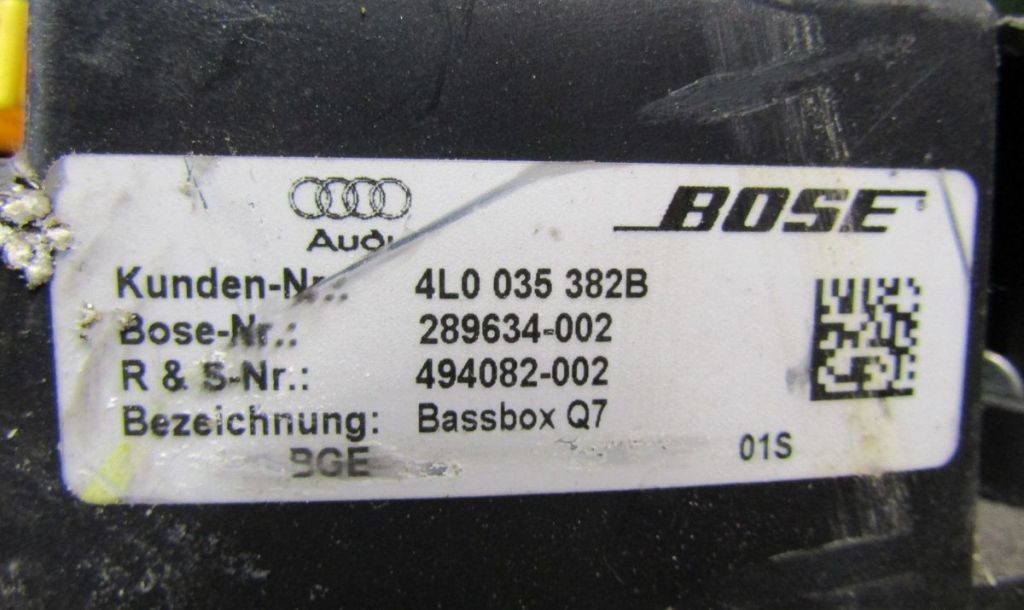 Audi
BOSE®
Kunden-Nr.: 4L0 035 382B
Bose-Nr.: 289634-002
R & S-Nr.: 494082-002
Bezeichnung: Bassbox Q7
BGE
01S